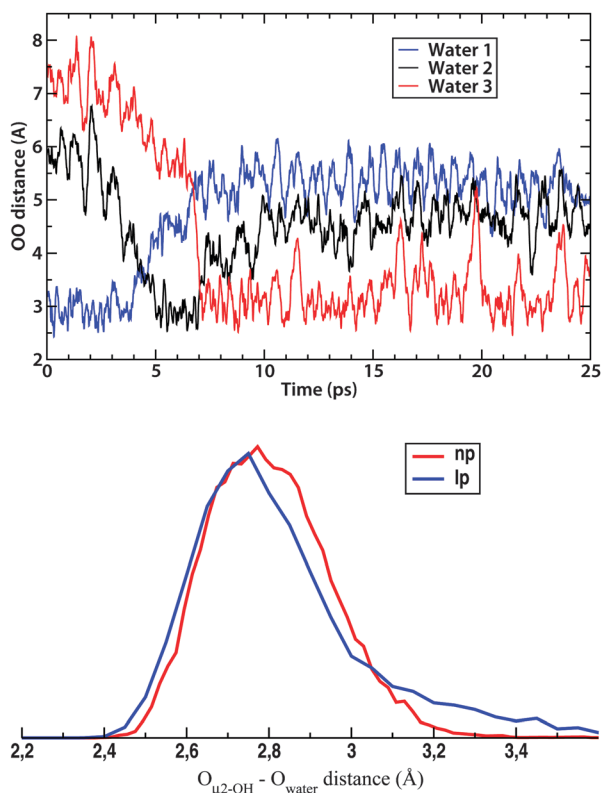 8
7
6
5
4
3
2
OO distance (A)
Water 1
Water 2
Water 3
0 5 10 15 20 25
Time (ps)
np
lp
2,2 2,4 2,6 2,8 3 3,2 3,4
Oμ2-OH - Owater distance (Å)